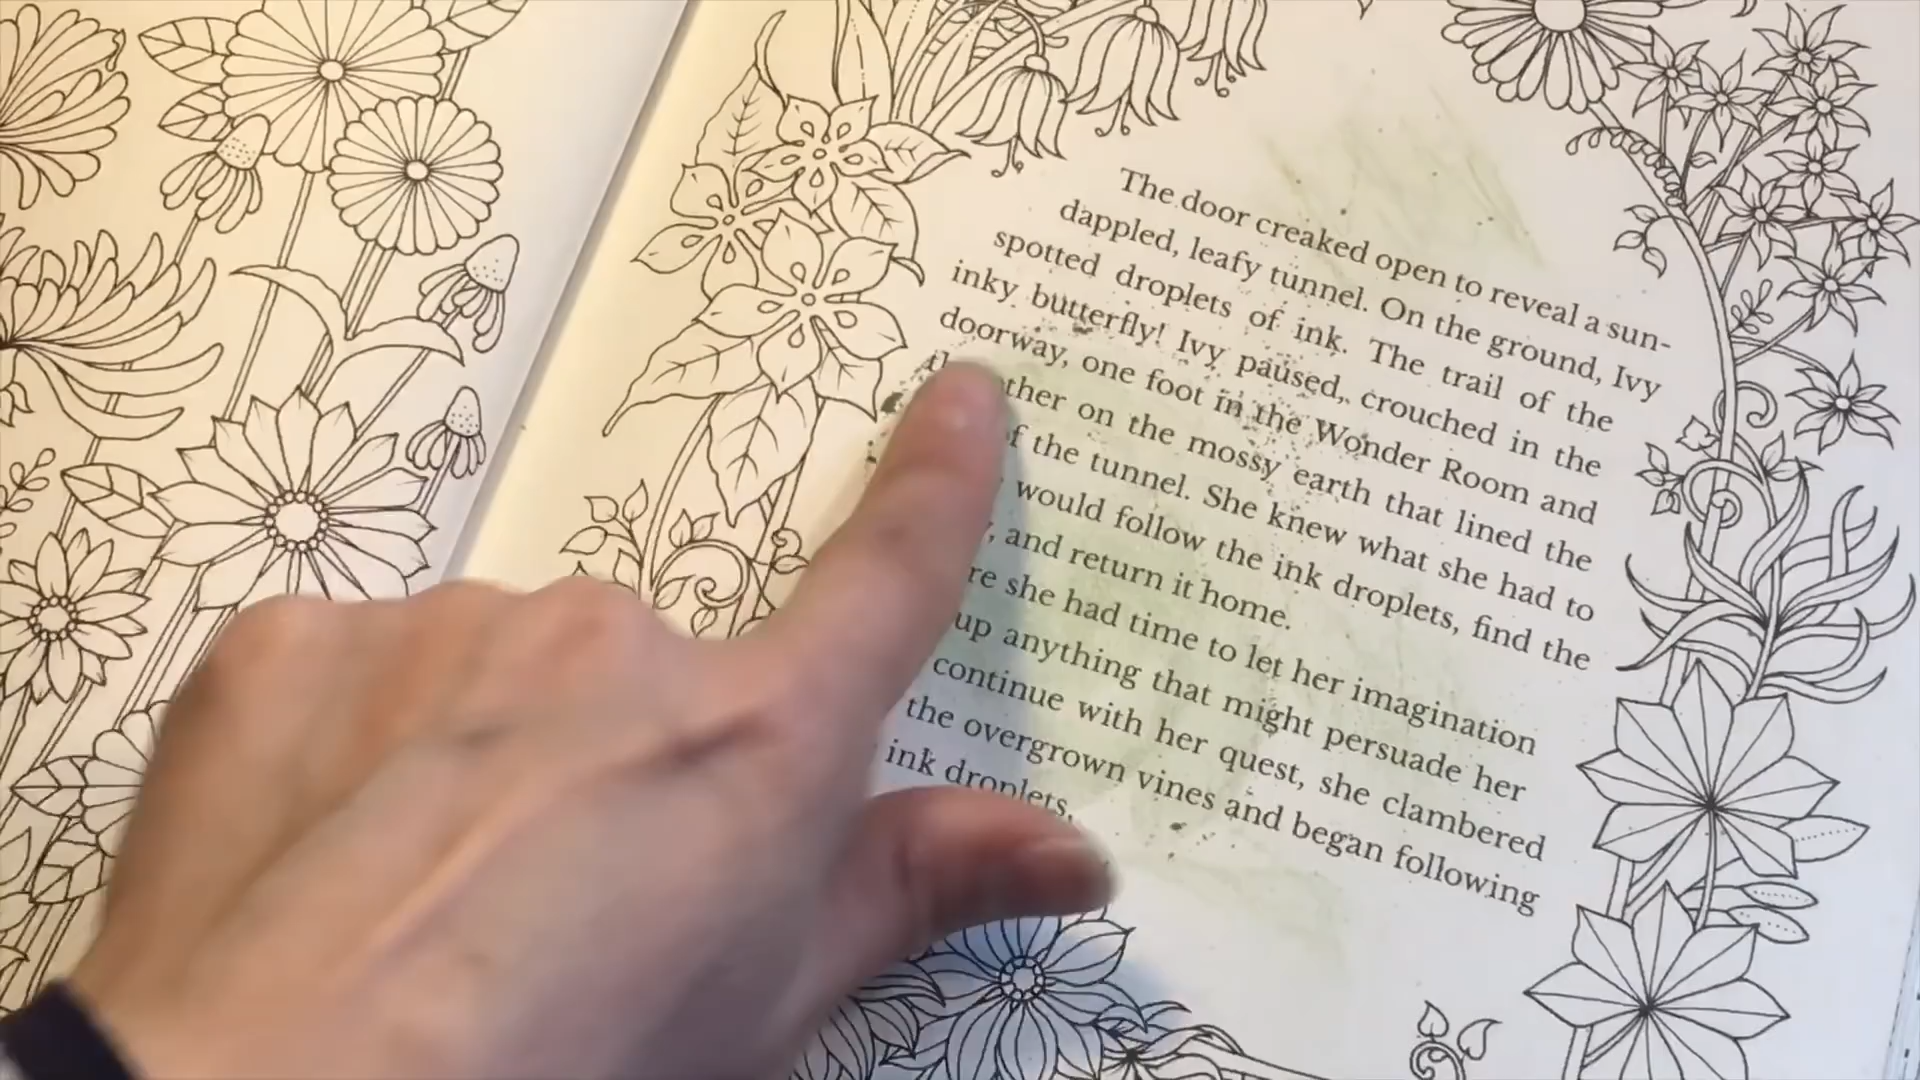 The door creaked open to reveal a sun-
dappled, leafy tunnel. On the ground, Ivy
spotted droplets of ink. The trail of the
inky butterfly! Ivy paused, crouched in the
doorway, one foot in the Wonder Room and
on the mossy earth that lined the
of the tunnel. She knew what she had to
would follow the ink droplets, find the
and return it home.
she had time to let her imagination
up anything that might persuade her
continue with her quest, she clambered
the overgrown vines and began following
ink droplets.